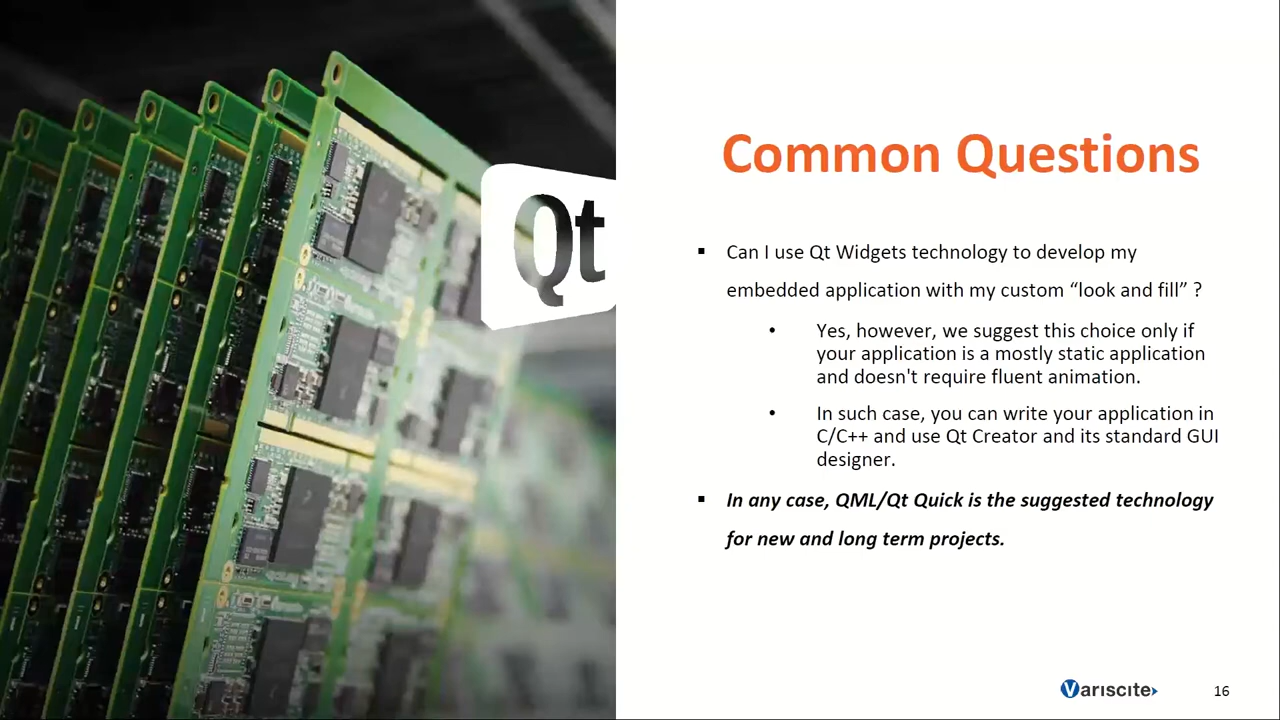 Qt
Common Questions
▪ Can I use Qt Widgets technology to develop my
embedded application with my custom “look and fill” ?
• Yes, however, we suggest this choice only if
your application is a mostly static application
and doesn't require fluent animation.
• In such case, you can write your application in
C/C++ and use Qt Creator and its standard GUI
designer.
▪ In any case, QML/Qt Quick is the suggested technology
for new and long term projects.
Variscite
16